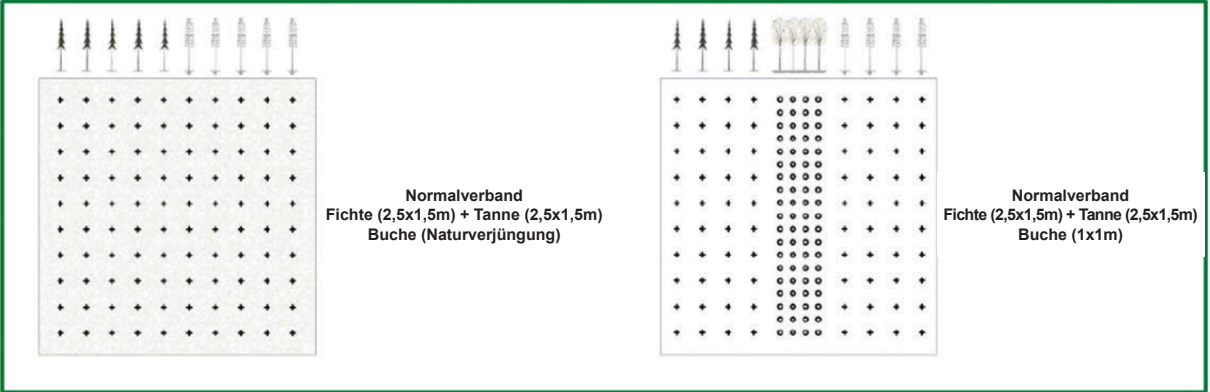 Normalverband
Fichte (2,5x1,5m) + Tanne (2,5x1,5m)
Buche (Naturverjüngung)
Normalverband
Fichte (2,5x1,5m) + Tanne (2,5x1,5m)
Buche (1x1m)